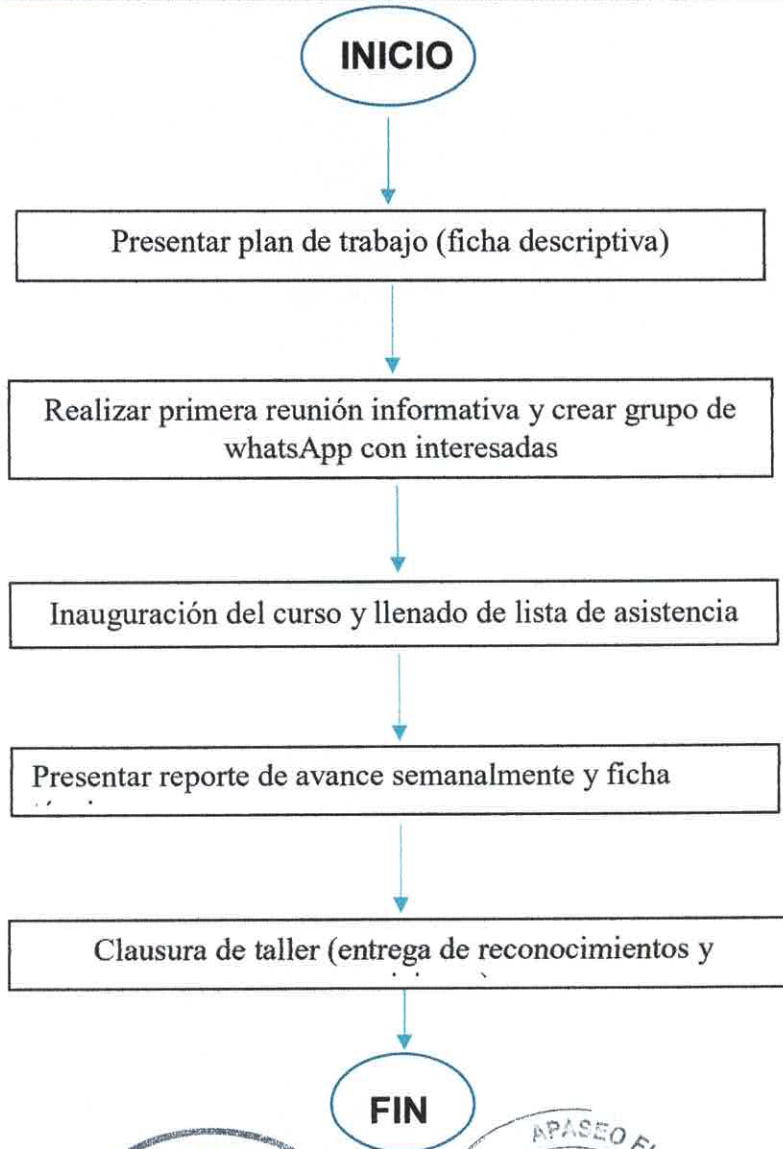 INICIO
Presentar plan de trabajo (ficha descriptiva)
Realizar primera reunión informativa y crear grupo de
whatsApp con interesadas
Inauguración del curso y llenado de lista de asistencia
Presentar reporte de avance semanalmente y ficha
Clausura de taller (entrega de reconocimientos y
FIN
APASEO